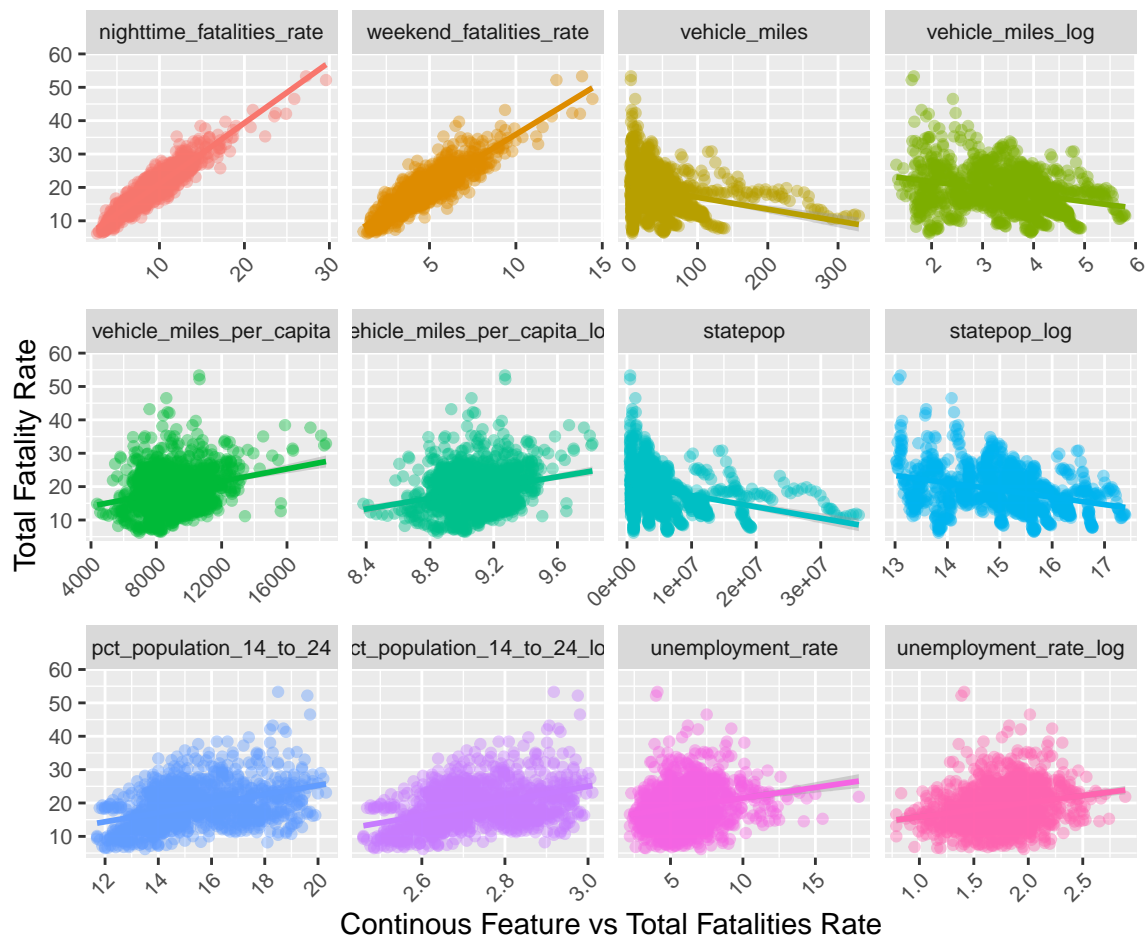 nighttime_fatalities_rate weekend_fatalities_rate vehicle_miles vehicle_miles_log
60
50
40
30
20
10
10 20 30 5 10 15 0 100 200 300 2 3 4 5 6
vehicle_miles_per_capita ehicle_miles_per_capita_lo statepop statepop_log
60
50
40
30
20
10
4000 8000 12000 16000 8.4 8.8 9.2 9.6 0e+00 1e+07 2e+07 3e+07 13 14 15 16 17
Total Fatality Rate
pct_population_14_to_24 ct_population_14_to_24_lo unemployment_rate unemployment_rate_log
60
50
40
30
20
10
12 14 16 18 20 2.6 2.8 3.0 5 10 15 1.0 1.5 2.0 2.5
Continous Feature vs Total Fatalities Rate